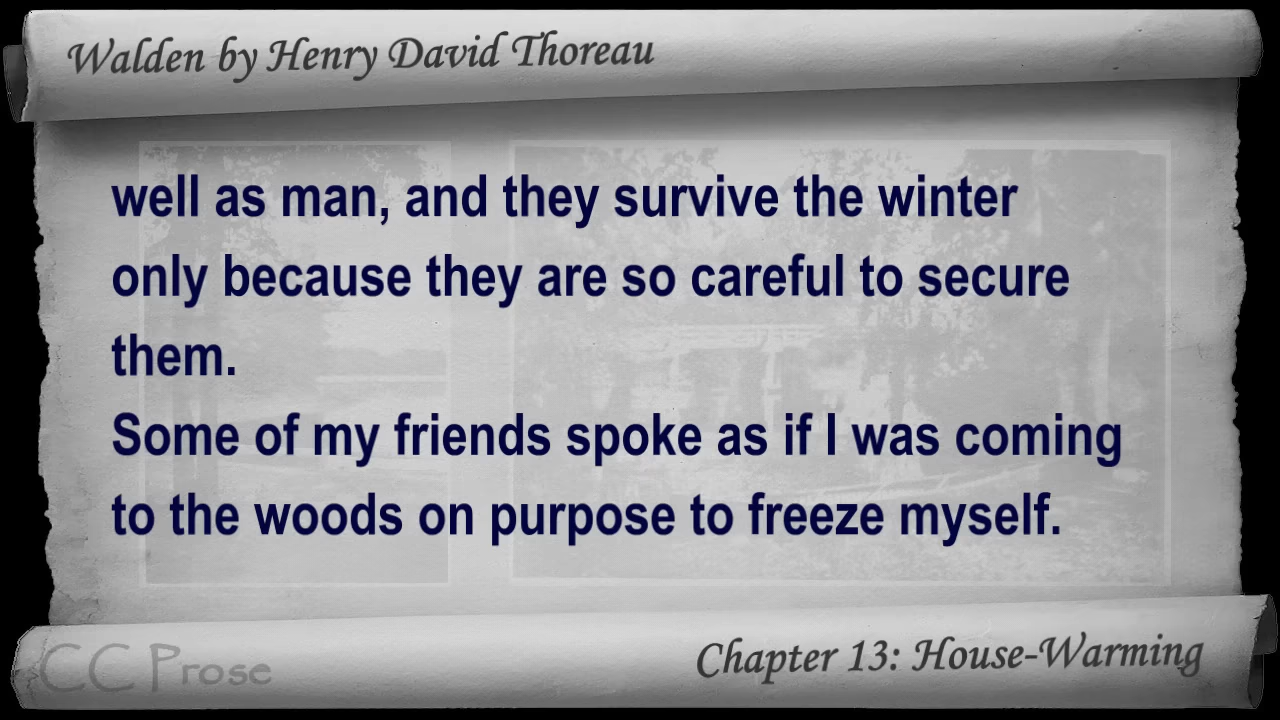 Walden by Henry David Thoreau
well as man, and they survive the winter
only because they are so careful to secure
them.
Some of my friends spoke as if I was coming
to the woods on purpose to freeze myself.
CC Prose
Chapter 13: House-Warming